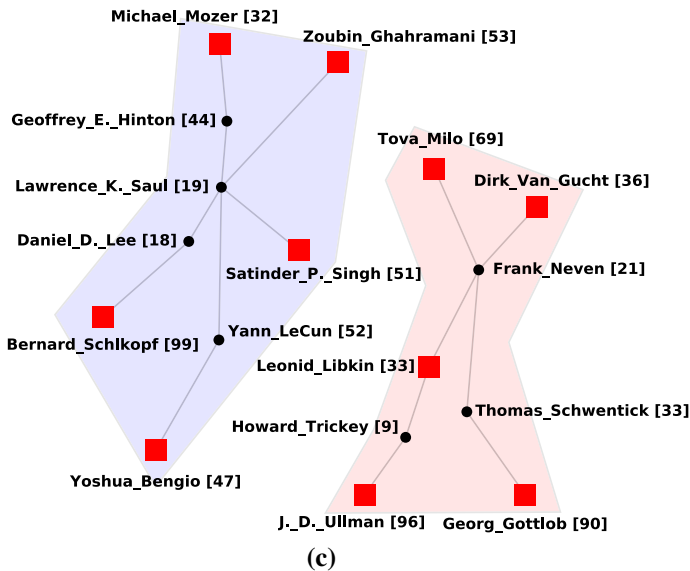 Michael_Mozer [32]
Zoubin_Ghahramani [53]
Geoffrey_E._Hinton [44]
Tova_Milo [69]
Dirk_Van_Gucht [36]
Lawrence_K._Saul [19]
Daniel_D._Lee [18]
Satinder_P._Singh [51]
Frank_Neven [21]
Bernard_Schlkopf [99]
Yann_LeCun [52]
Leonid_Libkin [33]
Howard_Trickey [9]
Thomas_Schwentick [33]
Yoshua_Bengio [47]
J._D._Ullman [96]
Georg_Gottlob [90]
(c)